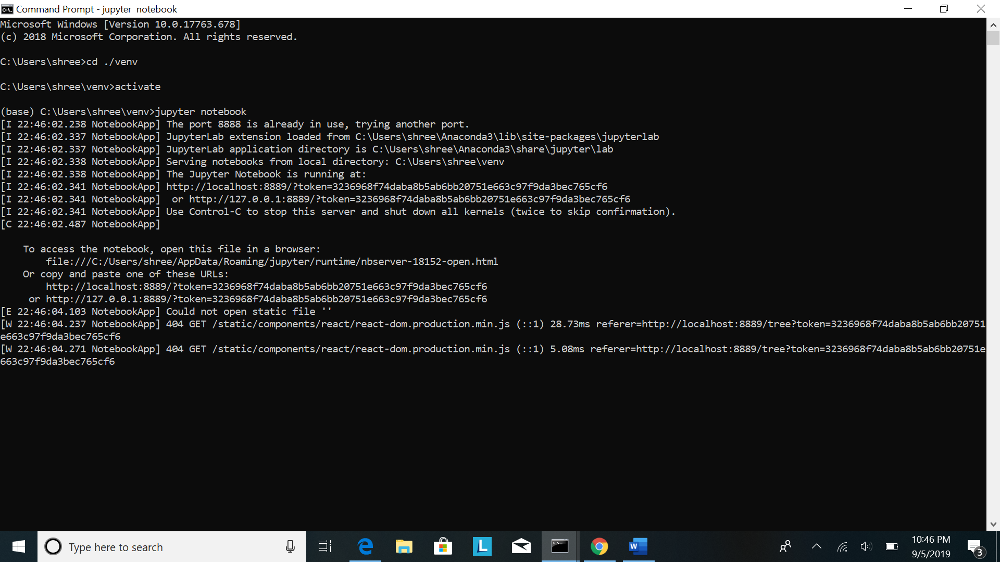 Command Prompt - jupyter  notebook
Microsoft Windows [Version 10.0.17763.678]
(c) 2018 Microsoft Corporation. All rights reserved.
C:\Users\shree>cd ./venv
C:\Users\shree\venv>activate
(base) C:\Users\shree\venv>jupyter notebook
[I 22:46:02.238 NotebookApp] The port 8888 is already in use, trying another port.
[I 22:46:02.337 NotebookApp] JupyterLab extension loaded from C:\Users\shree\Anaconda3\lib\site-packages\jupyterlab
[I 22:46:02.337 NotebookApp] JupyterLab application directory is C:\Users\shree\Anaconda3\share\jupyter\lab
[I 22:46:02.338 NotebookApp] Serving notebooks from local directory: C:\Users\shree\venv
[I 22:46:02.338 NotebookApp] The Jupyter Notebook is running at:
[I 22:46:02.341 NotebookApp] http://localhost:8889/?token=3236968f74daba8b5ab6bb20751e663c97f9da3bec765cf6
[I 22:46:02.341 NotebookApp]  or http://127.0.0.1:8889/?token=3236968f74daba8b5ab6bb20751e663c97f9da3bec765cf6
[I 22:46:02.341 NotebookApp] Use Control-C to stop this server and shut down all kernels (twice to skip confirmation).
[C 22:46:02.487 NotebookApp]
    To access the notebook, open this file in a browser:
        file:///C:/Users/shree/AppData/Roaming/jupyter/runtime/nbserver-18152-open.html
    Or copy and paste one of these URLs:
        http://localhost:8889/?token=3236968f74daba8b5ab6bb20751e663c97f9da3bec765cf6
     or http://127.0.0.1:8889/?token=3236968f74daba8b5ab6bb20751e663c97f9da3bec765cf6
[E 22:46:04.103 NotebookApp] Could not open static file ''
[W 22:46:04.237 NotebookApp] 404 GET /static/components/react/react-dom.production.min.js (::1) 28.73ms referer=http://localhost:8889/tree?token=3236968f74daba8b5ab6bb20751
e663c97f9da3bec765cf6
[W 22:46:04.271 NotebookApp] 404 GET /static/components/react/react-dom.production.min.js (::1) 5.08ms referer=http://localhost:8889/tree?token=3236968f74daba8b5ab6bb20751e
663c97f9da3bec765cf6
Type here to search
10:46 PM
9/5/2019
3